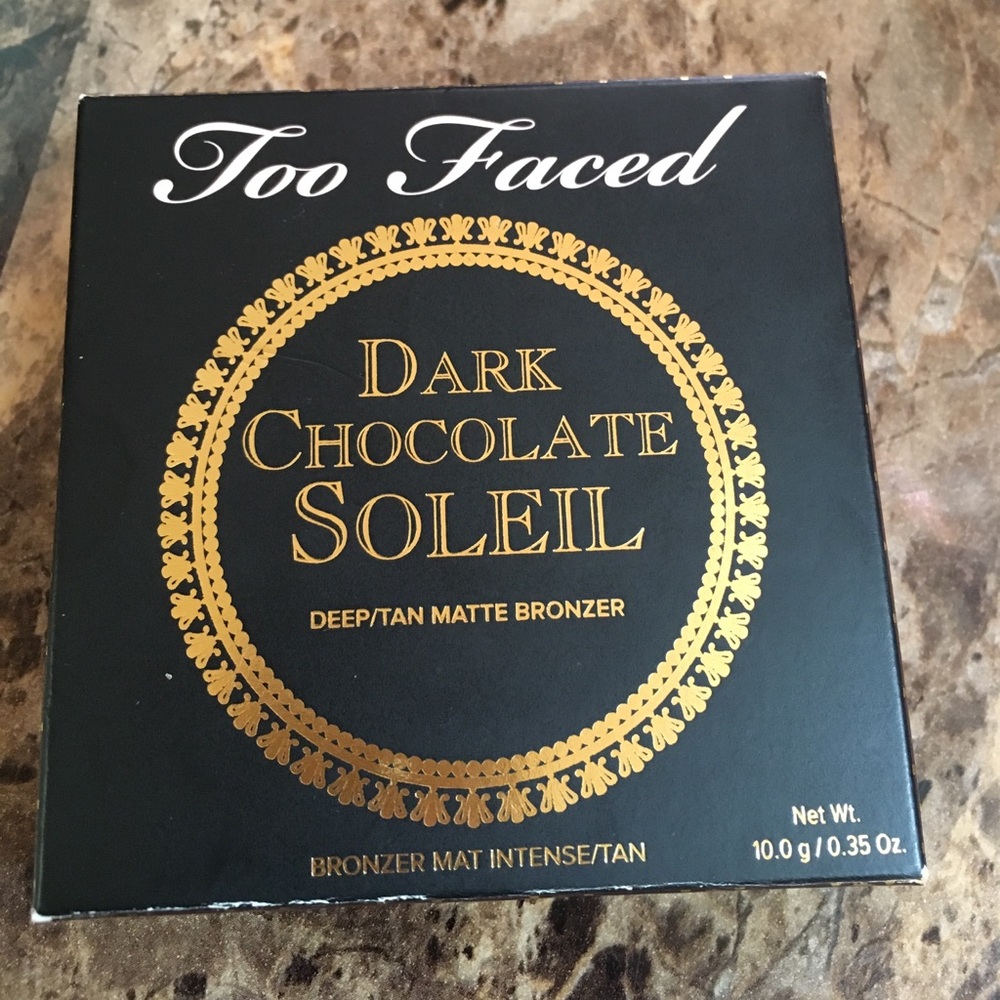 Too Faced
DARK
CHOCOLATE
SOLEIL
DEEP/TAN MATTE BRONZER
BRONZER MAT INTENSE/TAN
Net Wt.
10.0 g / 0.35 Oz.